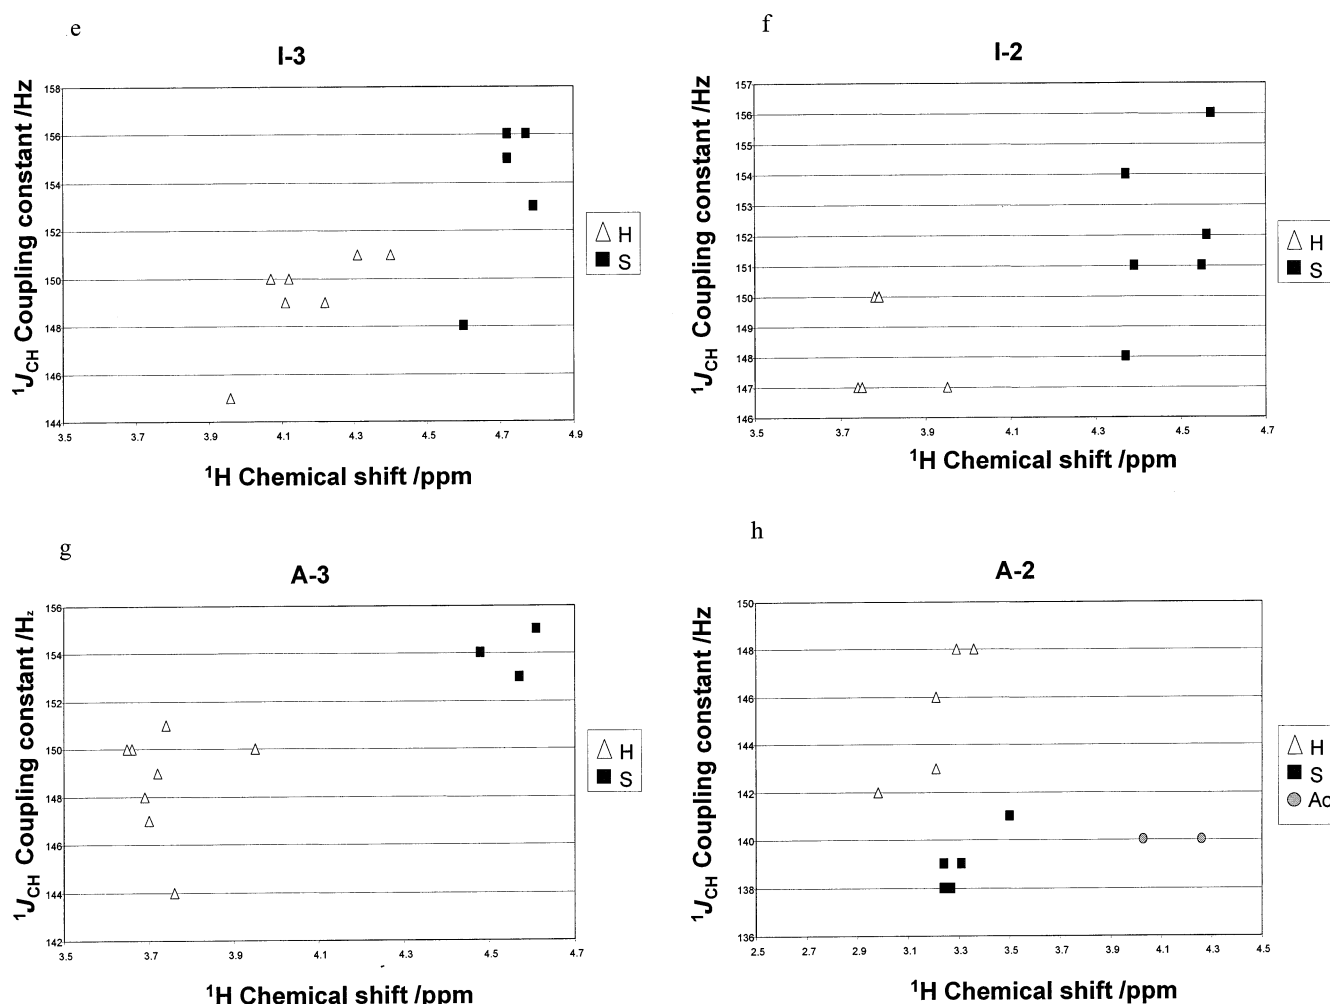 e
I-3
¹J_CH Coupling constant /Hz
158
156
154
152
150
148
146
144
3.5 3.7 3.9 4.1 4.3 4.5 4.7 4.9
¹H Chemical shift /ppm
H
S
f
I-2
¹J_CH Coupling constant /Hz
157
156
155
154
153
152
151
150
149
148
147
146
3.5 3.7 3.9 4.1 4.3 4.5 4.7
¹H Chemical shift /ppm
H
S
g
A-3
¹J_CH Coupling constant /Hz
156
154
152
150
148
146
144
142
3.5 3.7 3.9 4.1 4.3 4.5 4.7
¹H Chemical shift /ppm
H
S
h
A-2
¹J_CH Coupling constant /Hz
150
148
146
144
142
140
138
136
2.5 2.7 2.9 3.1 3.3 3.5 3.7 3.9 4.1 4.3 4.5
¹H Chemical shift /ppm
H
S
Ac